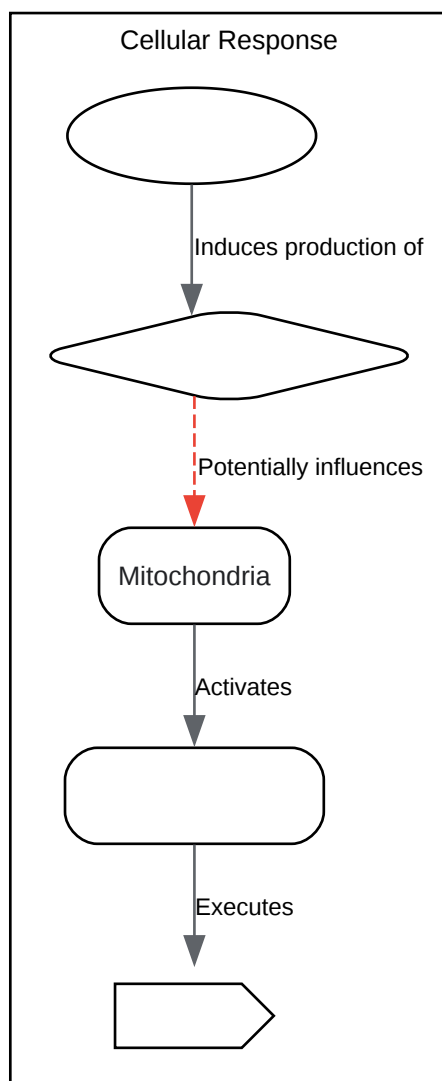 Cellular Response
Induces production of
Potentially influences
Mitochondria
Activates
Executes